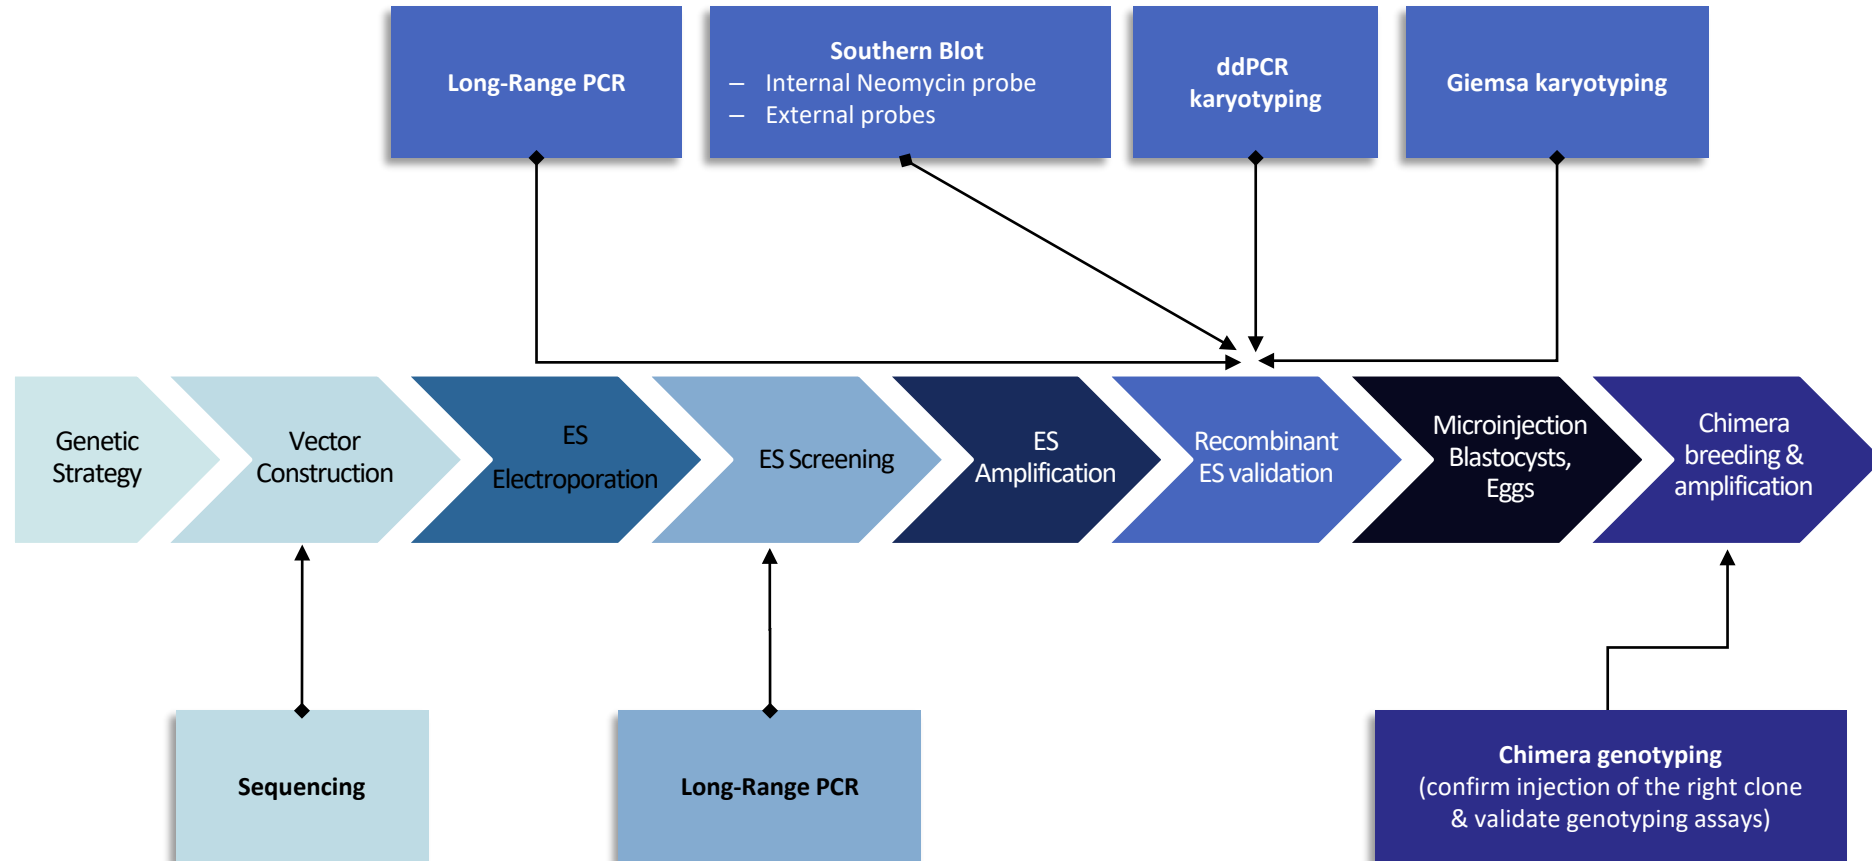 Long-Range PCR
Southern Blot
– Internal Neomycin probe
– External probes
ddPCR
karyotyping
Giemsa karyotyping
Genetic
Strategy
Vector
Construction
ES
Electroporation
ES Screening
ES
Amplification
Recombinant
ES validation
Microinjection
Blastocysts,
Eggs
Chimera
breeding &
amplification
Sequencing
Long-Range PCR
Chimera genotyping
(confirm injection of the right clone
& validate genotyping assays)